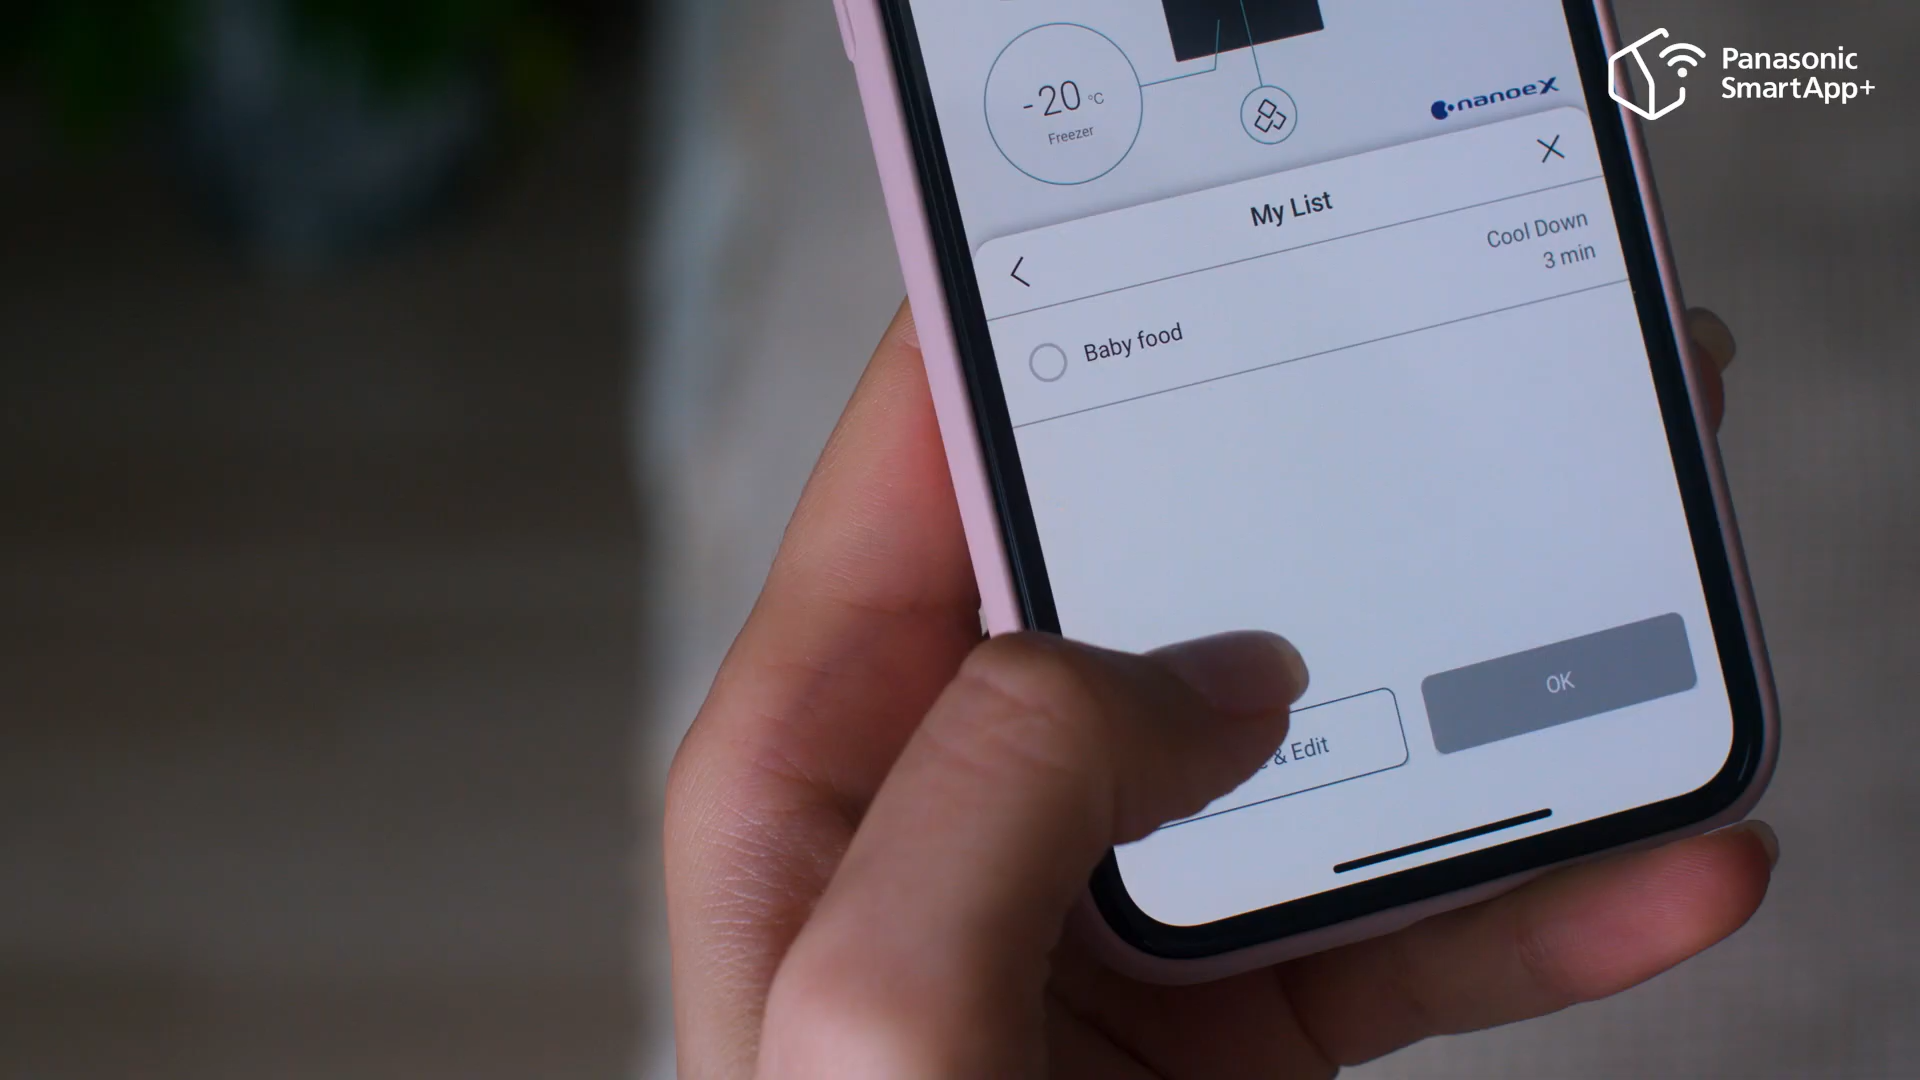 Panasonic
SmartApp+
-20 °C
Freezer
nanoeX
My List
Cool Down
3 min
Baby food
& Edit
OK